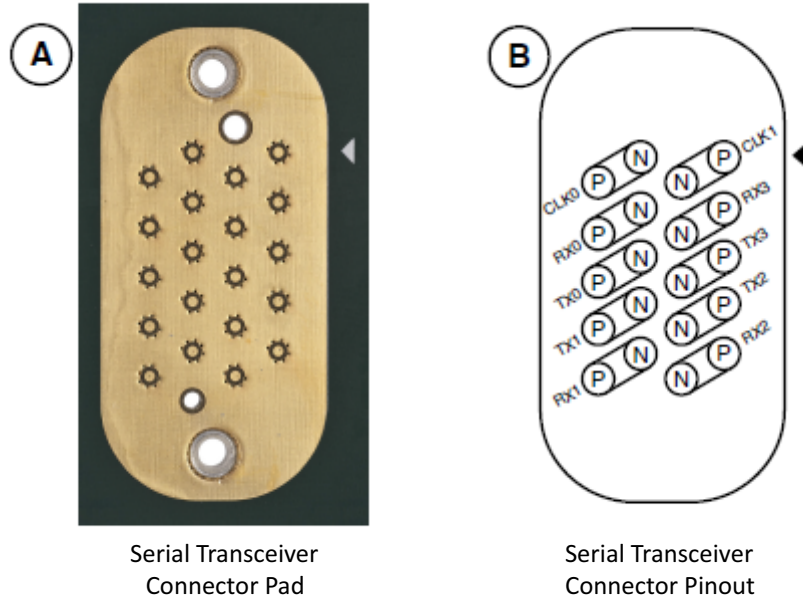 A
B
N
P
CLK1
CLK0
P
N
N
P
RX3
RX0
P
N
N
P
TX3
TX0
P
N
N
P
TX2
TX1
P
N
N
P
RX2
RX1
P
N
Serial Transceiver
Connector Pad
Serial Transceiver
Connector Pinout